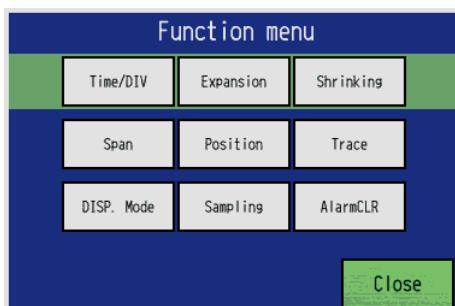 Function menu
Time/DIV Expansion Shrinking
Span Position Trace
DISP. Mode Sampling AlarmCLR
Close